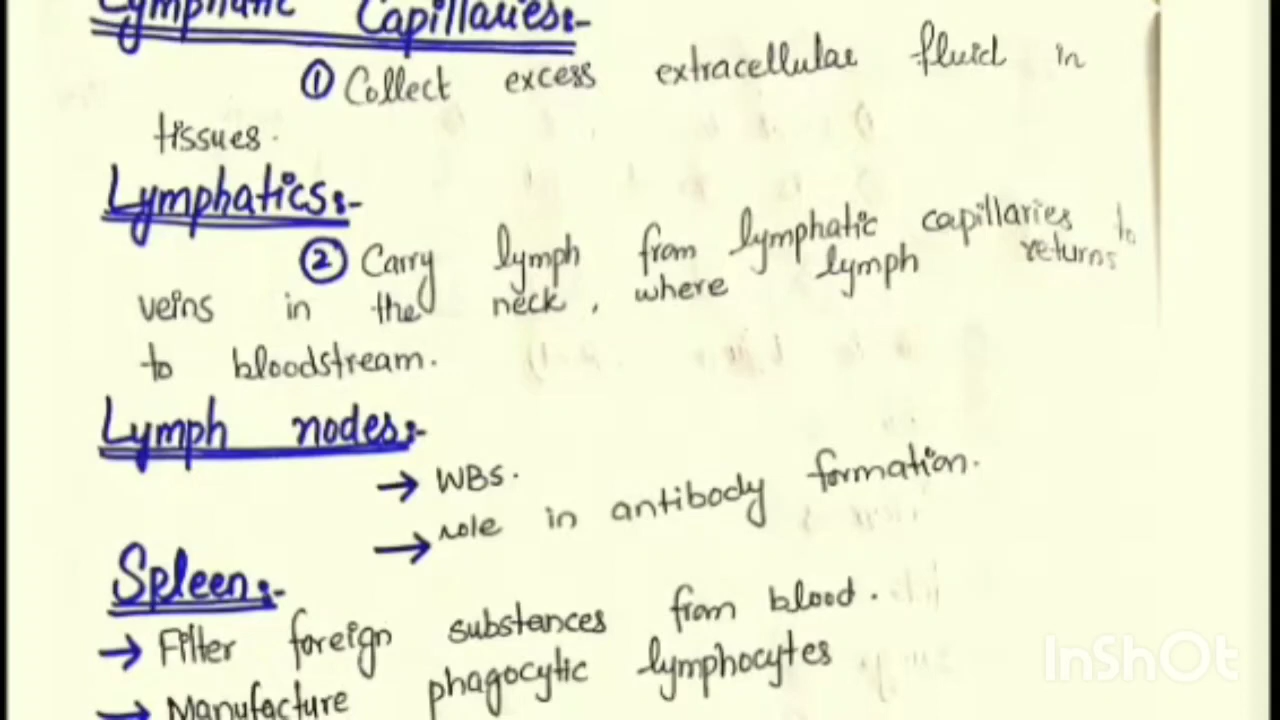 Lymphatic Capillaries:-
① Collect excess extracellular fluid in
tissues.
Lymphatics:-
② Carry lymph from lymphatic capillaries to
veins in the neck, where lymph returns
to bloodstream.
Lymph nodes:-
→ WBs.
→ role in antibody formation.
Spleen:-
→ Filter foreign substances from blood.
→ Manufacture phagocytic lymphocytes
InShOt